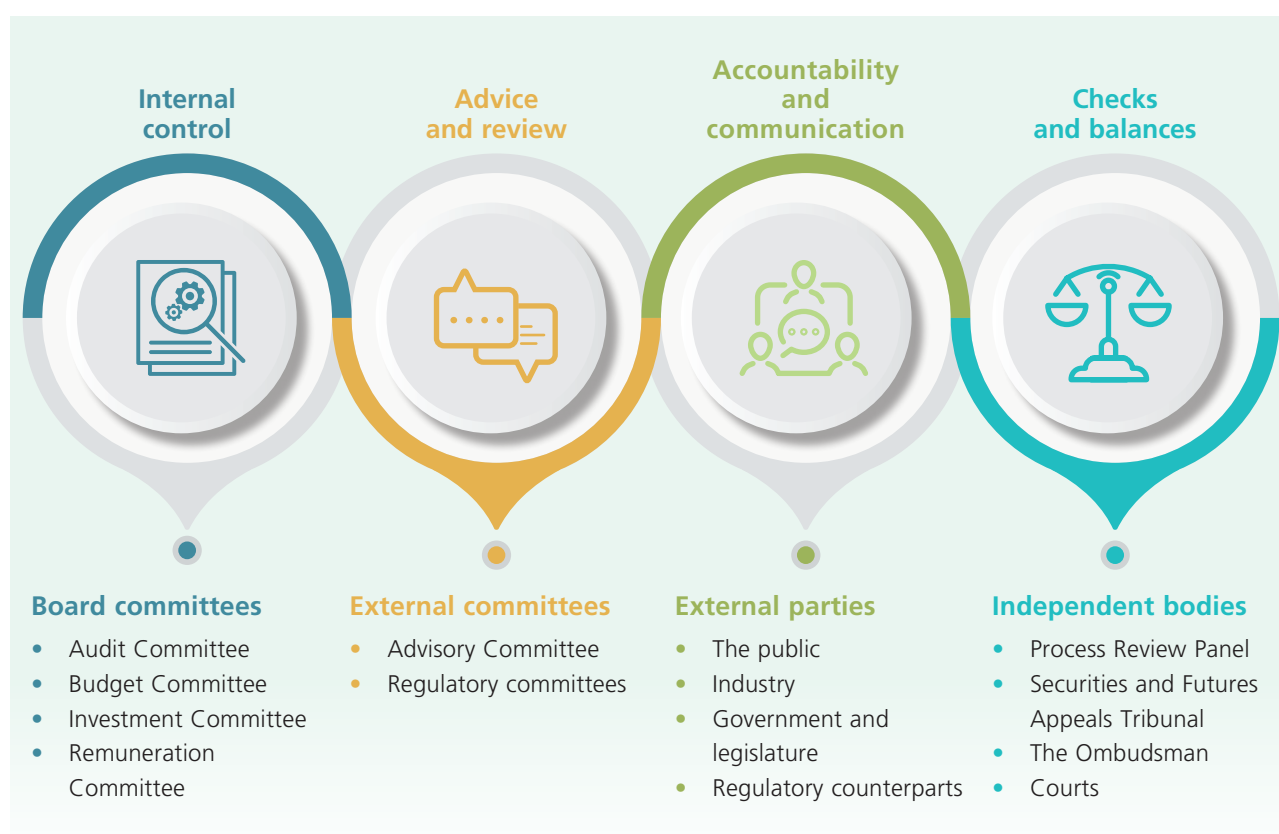 Internal
control
Advice
and review
Accountability
and
communication
Checks
and balances
Board committees
• Audit Committee
• Budget Committee
• Investment Committee
• Remuneration
Committee
External committees
• Advisory Committee
• Regulatory committees
External parties
• The public
• Industry
• Government and
legislature
• Regulatory counterparts
Independent bodies
• Process Review Panel
• Securities and Futures
Appeals Tribunal
• The Ombudsman
• Courts